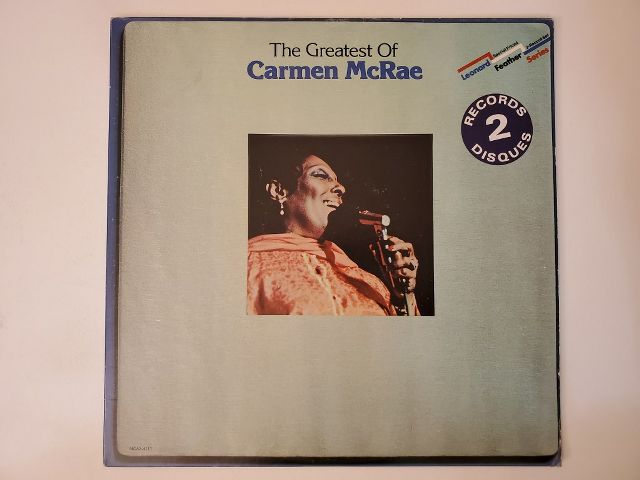 The Greatest Of
Carmen McRae
Leonard Feather Series
RECORDS
2
DISQUES